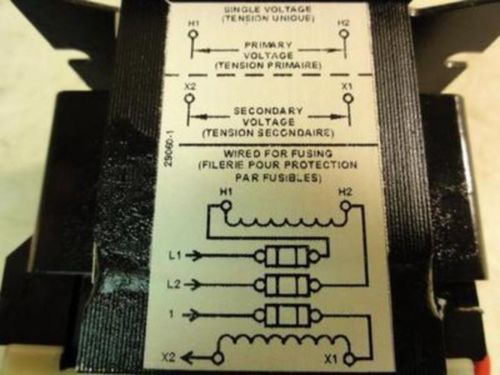 SINGLE VOLTAGE
(TENSION UNIQUE)
H1 H2
PRIMARY
VOLTAGE
(TENSION PRIMAIRE)
X2 X1
SECONDARY
VOLTAGE
(TENSION SECONDAIRE)
29060-1
WIRED FOR FUSING
(FILERIE POUR PROTECTION
PAR FUSIBLES)
H1 H2
L1
L2
1
X2 X1